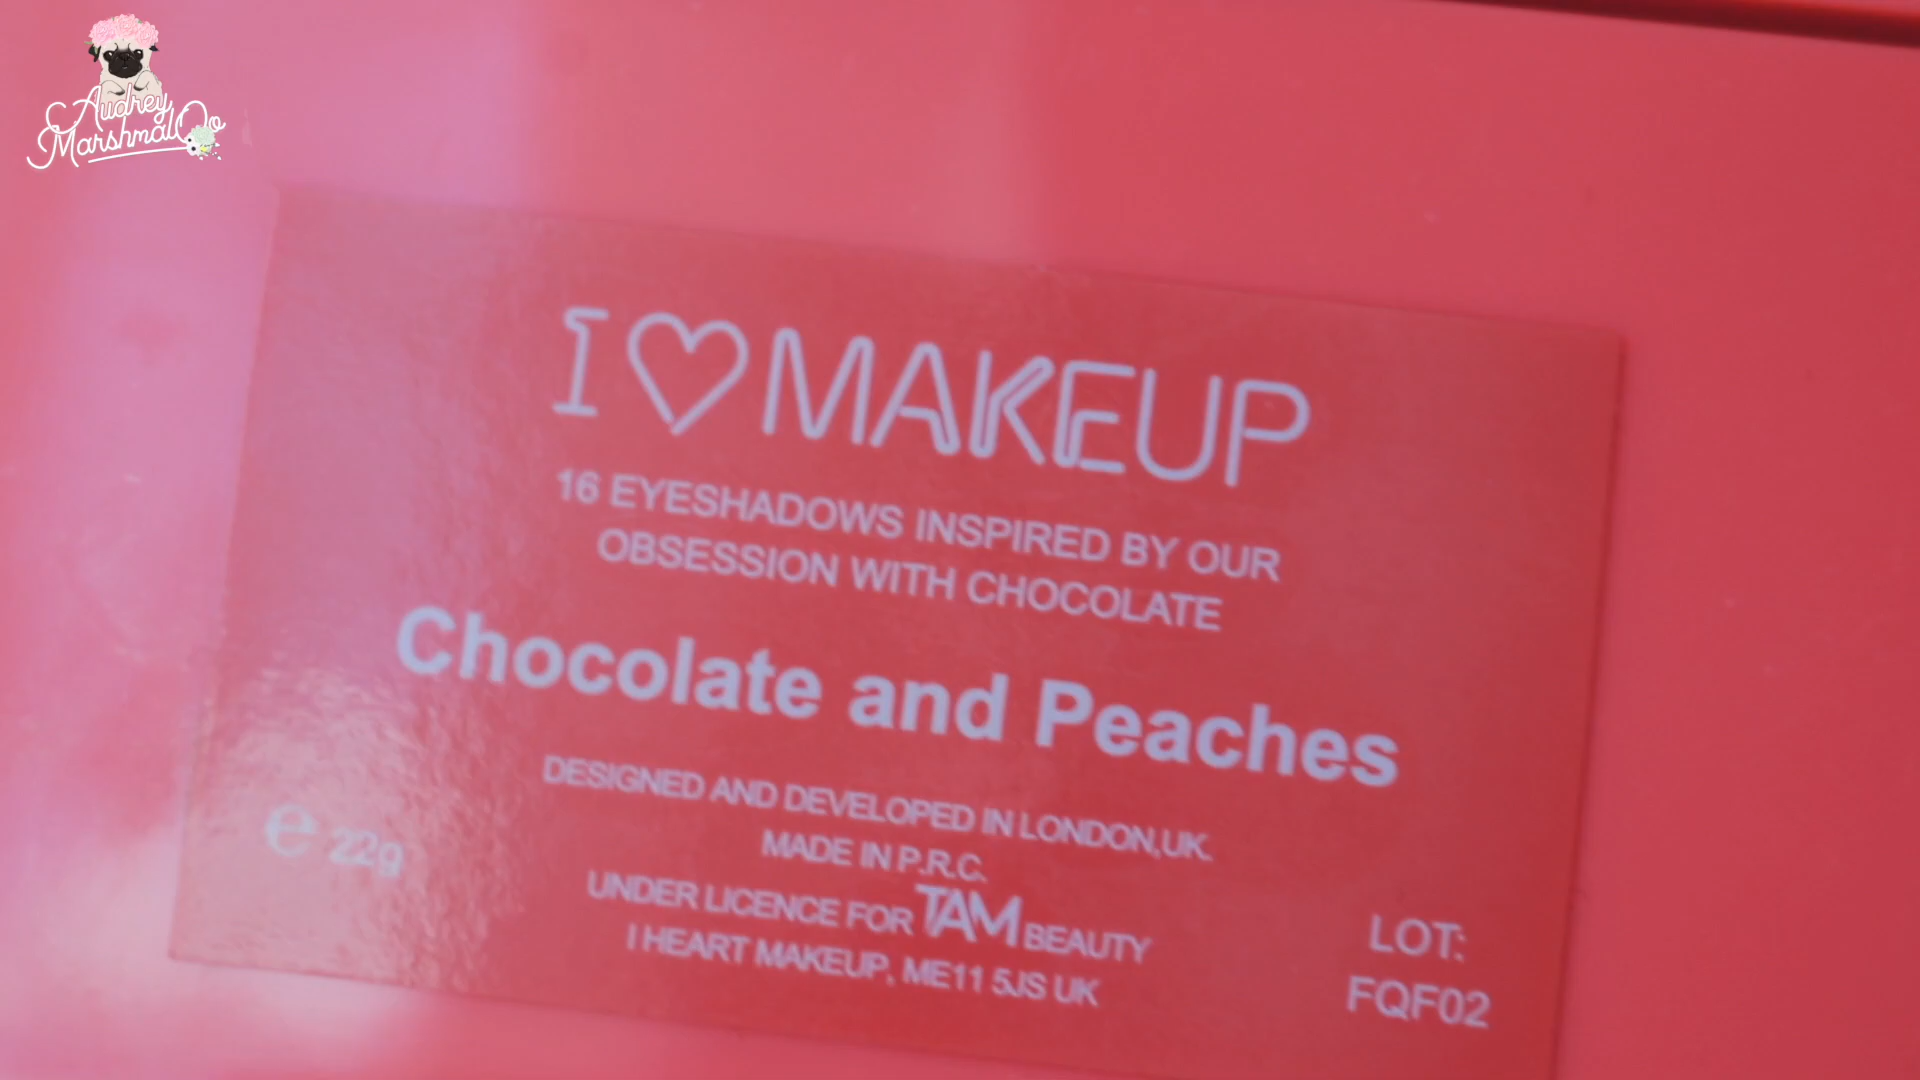 Audrey
Marshmaloo
I ♡ MAKEUP
16 EYESHADOWS INSPIRED BY OUR
OBSESSION WITH CHOCOLATE
Chocolate and Peaches
DESIGNED AND DEVELOPED IN LONDON,UK.
MADE IN P.R.C.
℮ 22g
UNDER LICENCE FOR TAM BEAUTY
I HEART MAKEUP, ME11 5JS UK
LOT:
FQF02